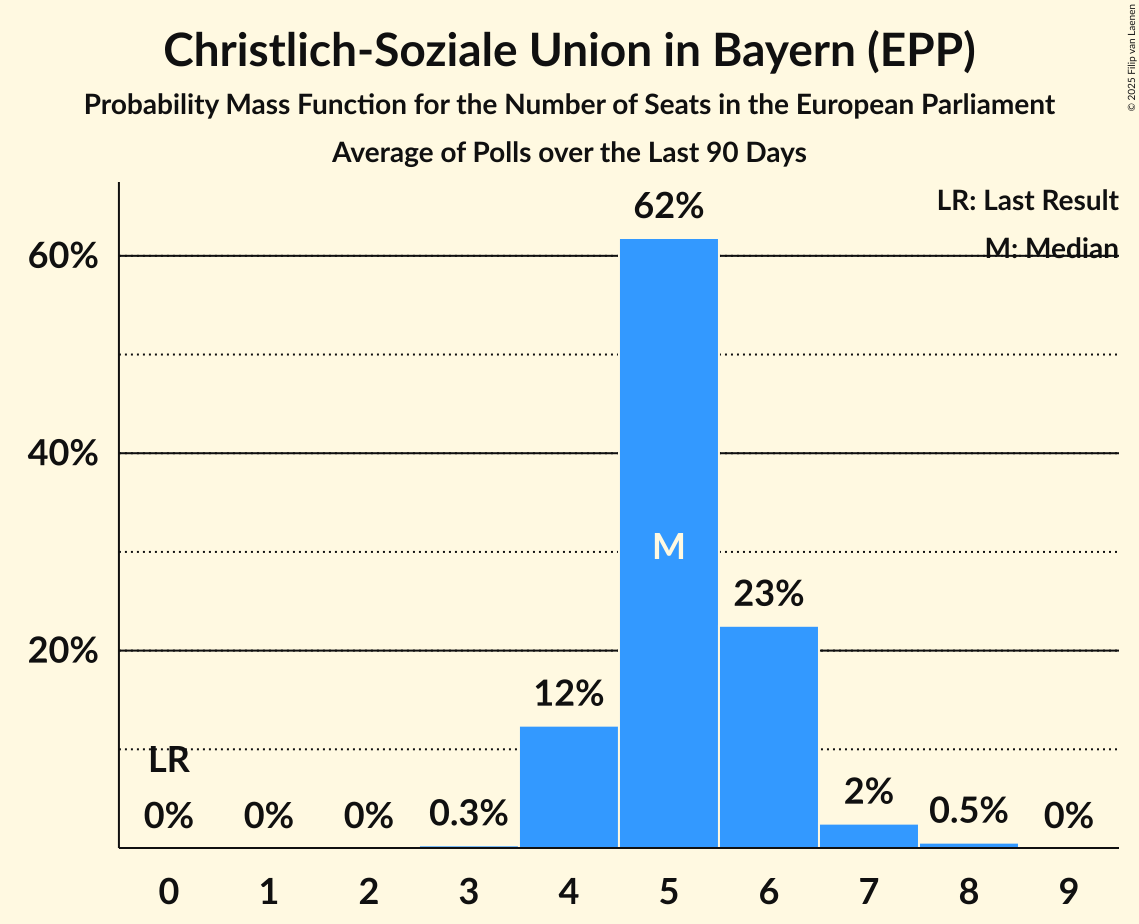 Christlich-Soziale Union in Bayern (EPP)
Probability Mass Function for the Number of Seats in the European Parliament
Average of Polls over the Last 90 Days
© 2025 Filip van Laenen
LR: Last Result
M: Median
60%
40%
20%
62%
M
23%
12%
LR
0%
0%
0%
0.3%
2%
0.5%
0%
0 1 2 3 4 5 6 7 8 9